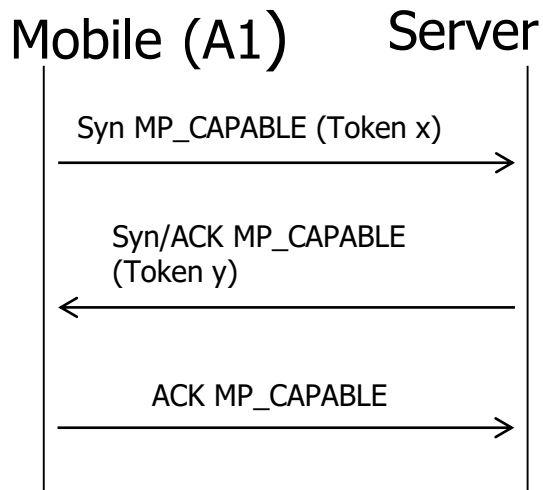 Mobile (A1) Server
Syn MP_CAPABLE (Token x)
Syn/ACK MP_CAPABLE
(Token y)
ACK MP_CAPABLE